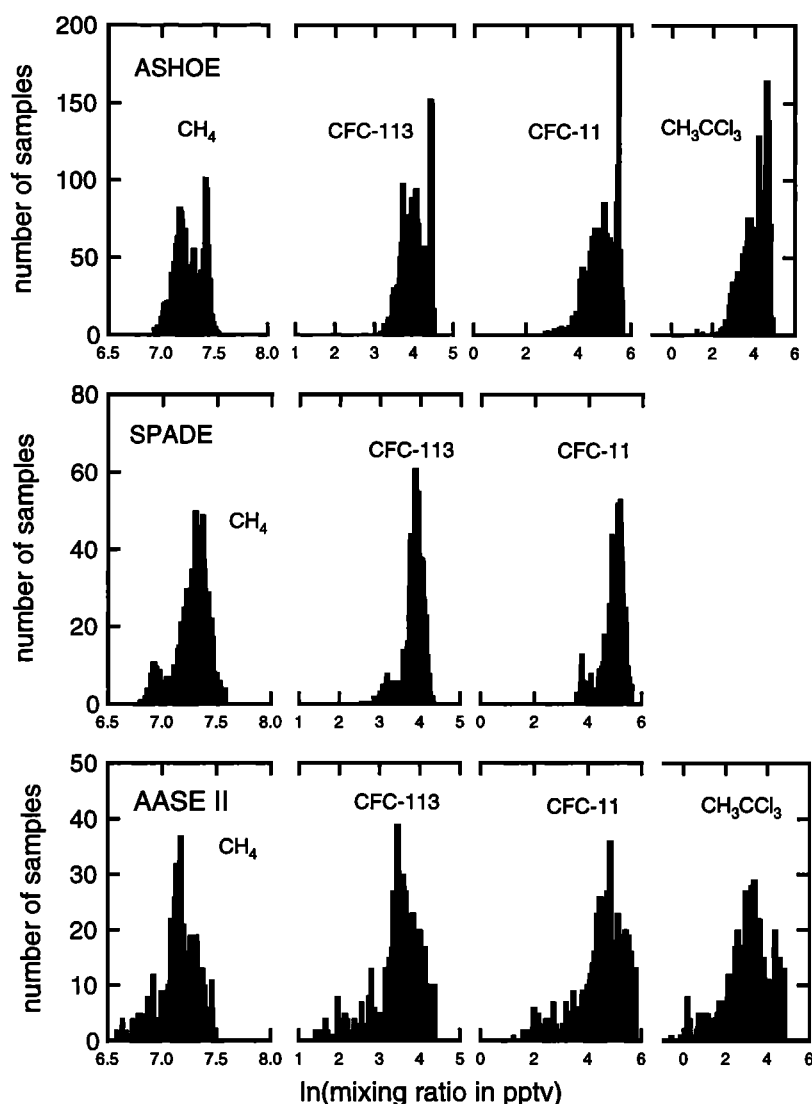 ASHOE
number of samples
200
150
100
50
0
CH4
CFC-113
CFC-11
CH3CCl3
6.5 7.0 7.5 8.0
1 2 3 4 5
0 2 4 6
0 2 4 6
SPADE
number of samples
80
60
40
20
0
CH4
CFC-113
CFC-11
6.5 7.0 7.5 8.0
1 2 3 4 5
0 2 4 6
AASE II
number of samples
50
40
30
20
10
0
CH4
CFC-113
CFC-11
CH3CCl3
6.5 7.0 7.5 8.0
1 2 3 4 5
0 2 4 6
0 2 4 6
ln(mixing ratio in pptv)